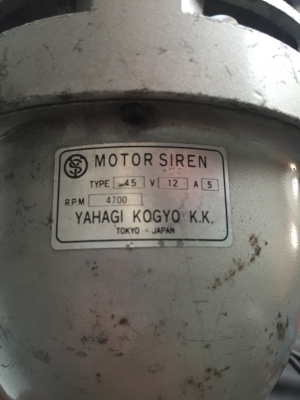 MOTOR SIREN
TYPE 45 V 12 A 5
RPM 4700
YAHAGI KOGYO K.K.
TOKYO - JAPAN